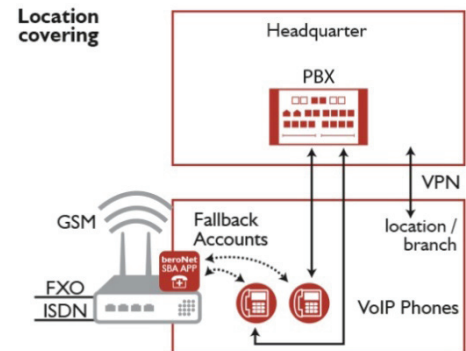 Location
covering
Headquarter
PBX
VPN
GSM
Fallback
Accounts
location /
branch
beroNet
SBA APP
FXO
ISDN
VoIP Phones